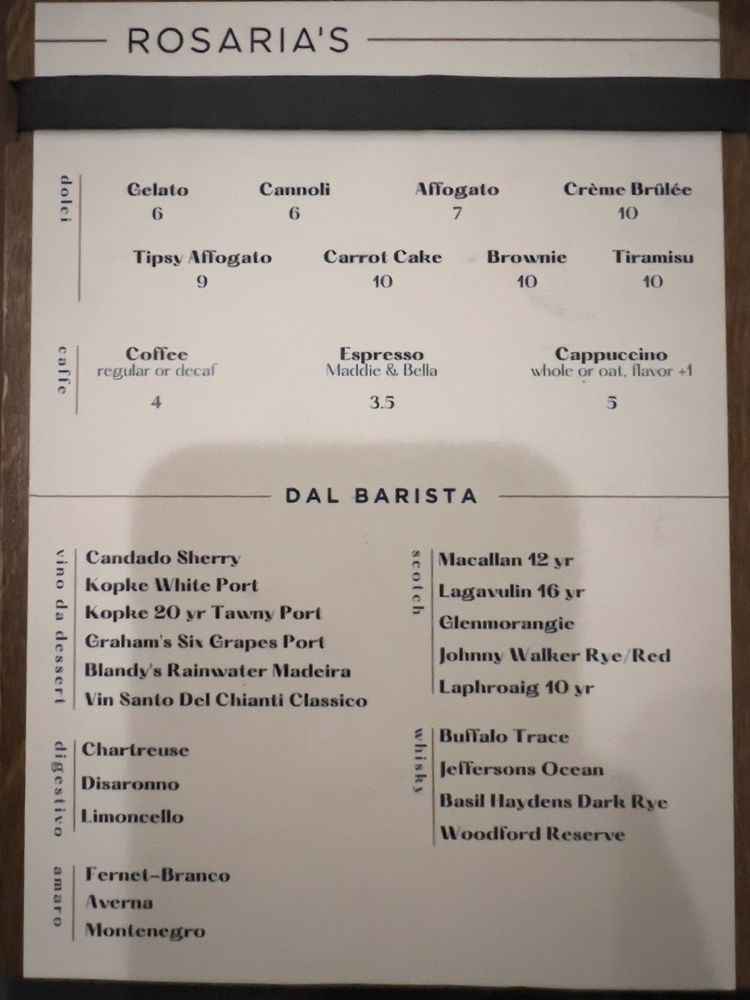 ROSARIA'S
dolci
Gelato Cannoli Affogato Crème Brûlée
6 6 7 10
Tipsy Affogato Carrot Cake Brownie Tiramisu
9 10 10 10
caffe
Coffee Espresso Cappuccino
regular or decaf Maddie & Bella whole or oat, flavor +1
4 3.5 5
DAL BARISTA
vino da dessert
Candado Sherry
Kopke White Port
Kopke 20 yr Tawny Port
Graham's Six Grapes Port
Blandy's Rainwater Madeira
Vin Santo Del Chianti Classico
digestivo
Chartreuse
Disaronno
Limoncello
amaro
Fernet-Branco
Averna
Montenegro
scotch
Macallan 12 yr
Lagavulin 16 yr
Glenmorangie
Johnny Walker Rye/Red
Laphroaig 10 yr
whisky
Buffalo Trace
Jeffersons Ocean
Basil Haydens Dark Rye
Woodford Reserve